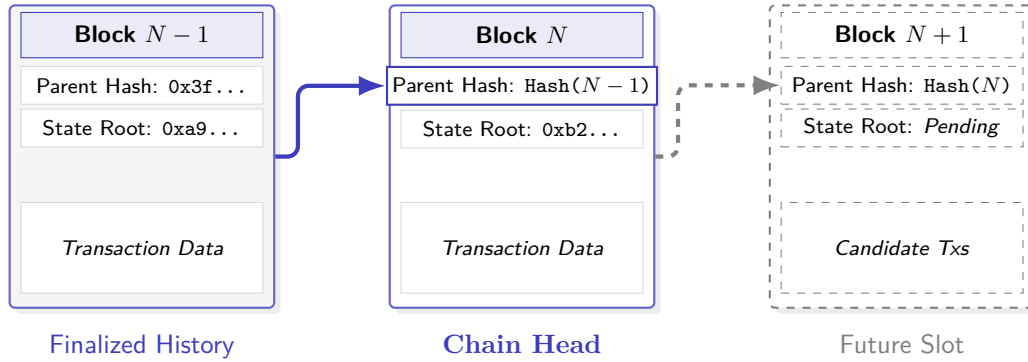 Block N − 1
Parent Hash: 0x3f...
State Root: 0xa9...
Transaction Data
Finalized History
Block N
Parent Hash: Hash(N − 1)
State Root: 0xb2...
Transaction Data
Chain Head
Block N + 1
Parent Hash: Hash(N)
State Root: Pending
Candidate Txs
Future Slot